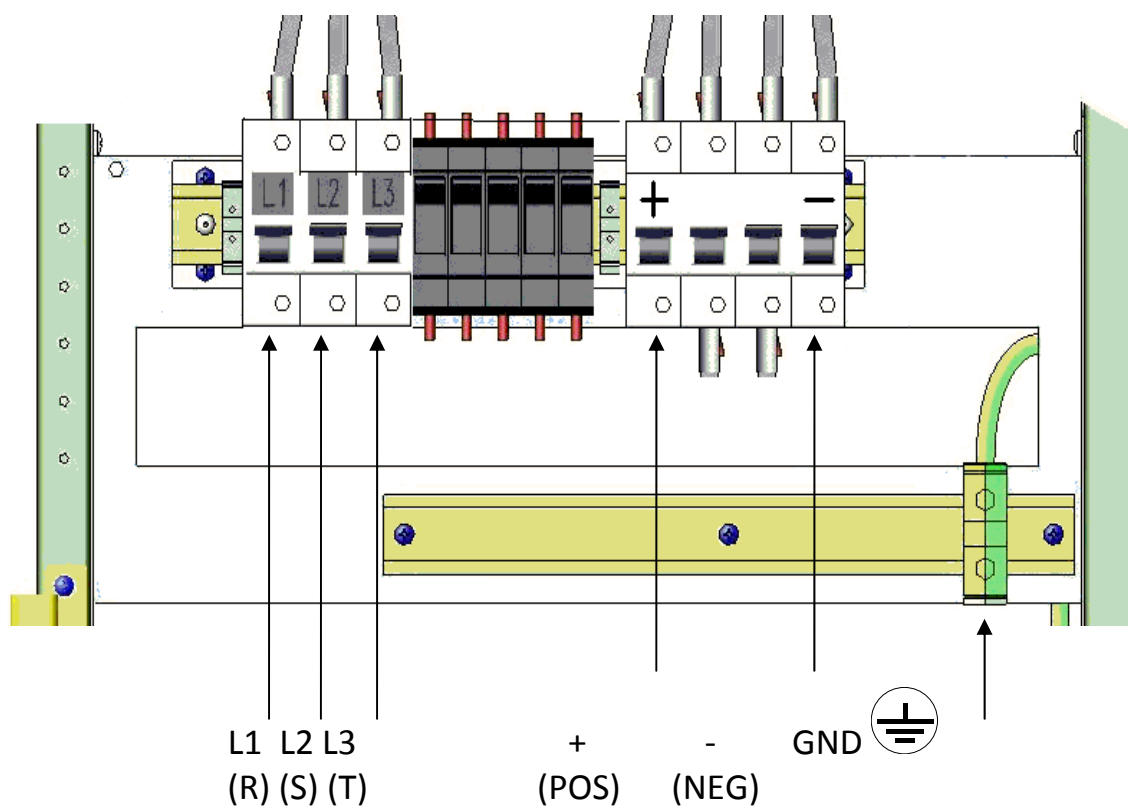 L1 L2 L3 + −
L1 L2 L3 + - GND
(R) (S) (T) (POS) (NEG)